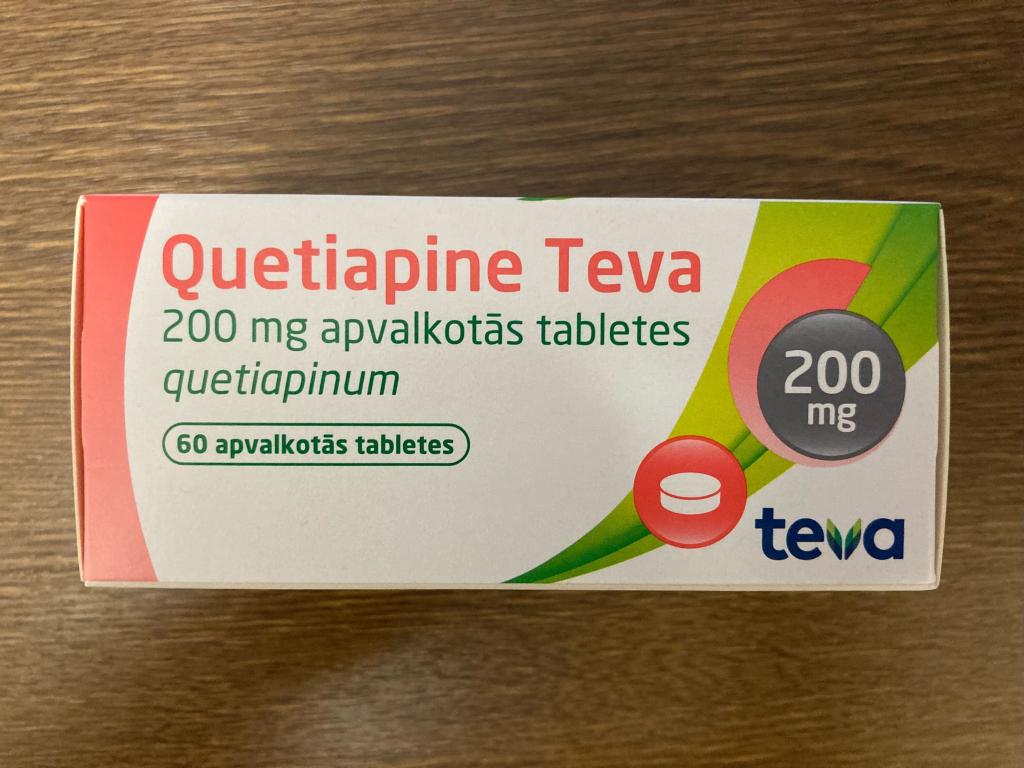 Quetiapine Teva
200 mg apvalkotās tabletes
quetiapinum
60 apvalkotās tabletes
200
mg
teva